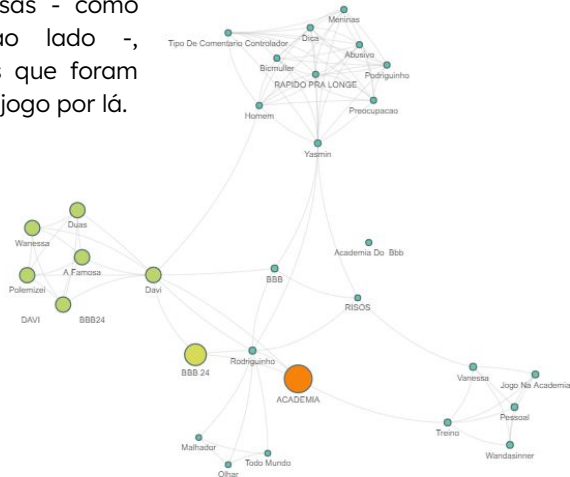 sas - como
ao lado -,
s que foram
jogo por lá.
Meninas
Diça
Tipo De Comentario Controlador
Abusivo
Bicmuller
Podriguinho
RAPIDO PRA LONGE
Homem
Preocupacao
Yasmin
Duas
Wanessa
Academia Do Bbb
A Famosa
BBB
Polemizei
Davi
RISOS
DAVI
BBB24
Rodriguinho
BBB 24
Vanessa
Jogo Na Academia
ACADEMIA
Pessoal
Treino
Malhador
Wandasinner
Todo Mundo
Olhar